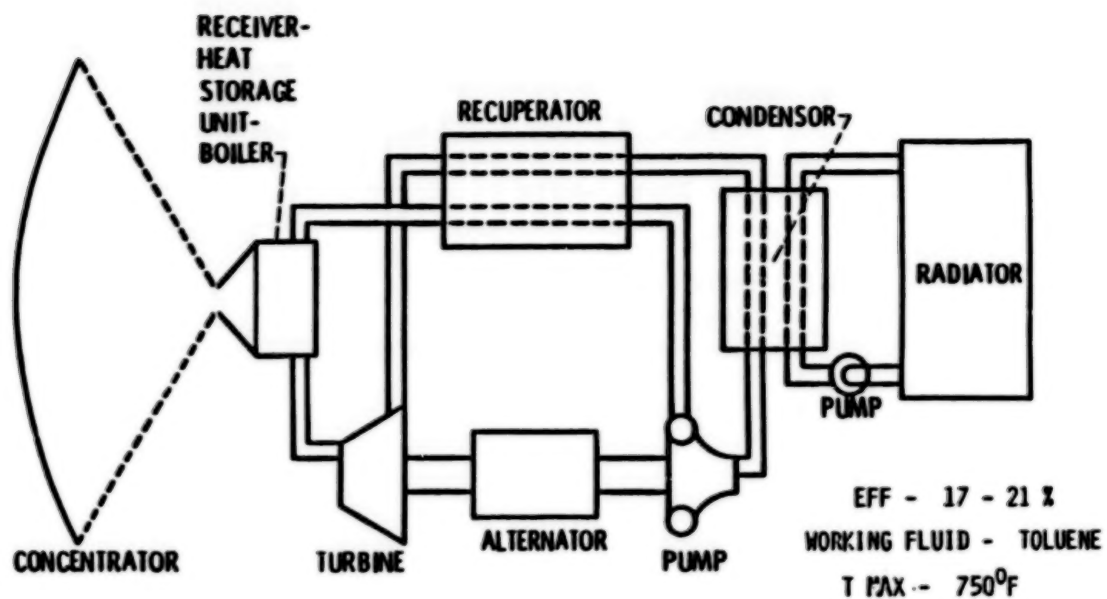 RECEIVER-
HEAT
STORAGE
UNIT-
BOILER
RECUPERATOR
CONDENSOR
RADIATOR
PUMP
CONCENTRATOR
TURBINE
ALTERNATOR
PUMP
EFF - 17 - 21 %
WORKING FLUID - TOLUENE
T MAX - 750⁰F